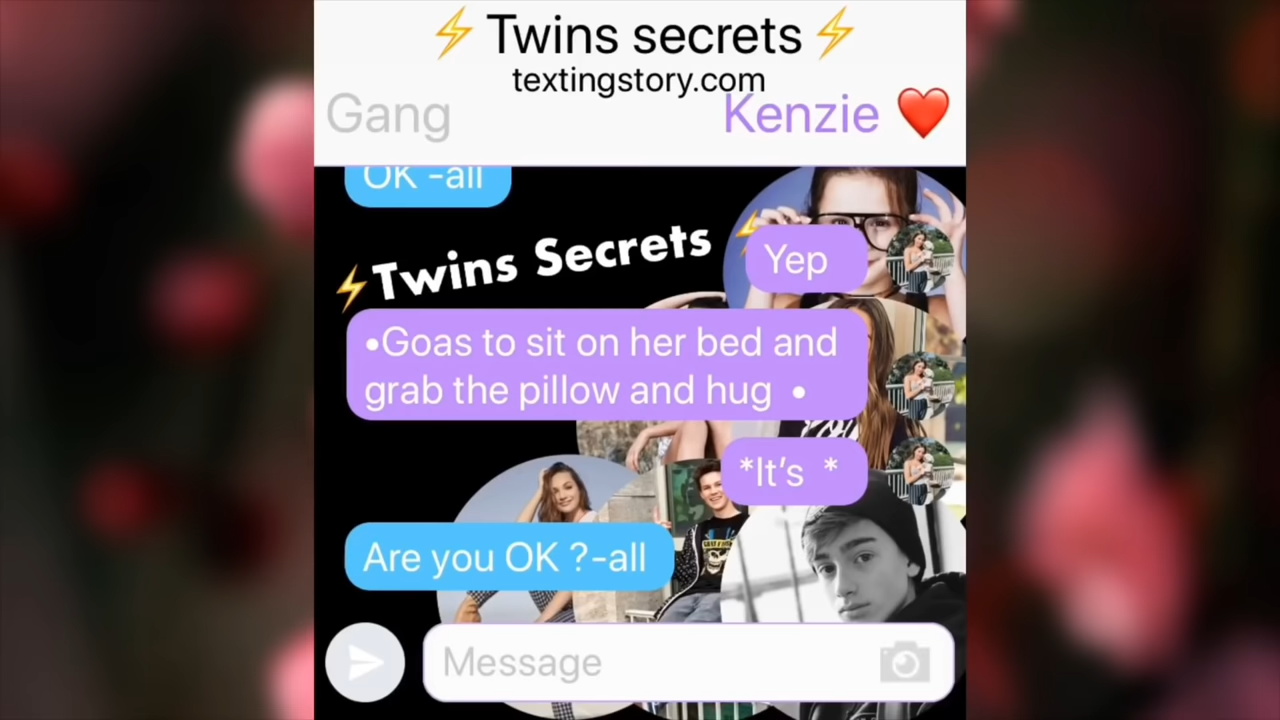 ⚡ Twins secrets ⚡
textingstory.com
Gang
Kenzie ❤️
OK -all
⚡Twins Secrets ⚡
Yep
•Goas to sit on her bed and
grab the pillow and hug •
*It's *
Are you OK ?-all
Message